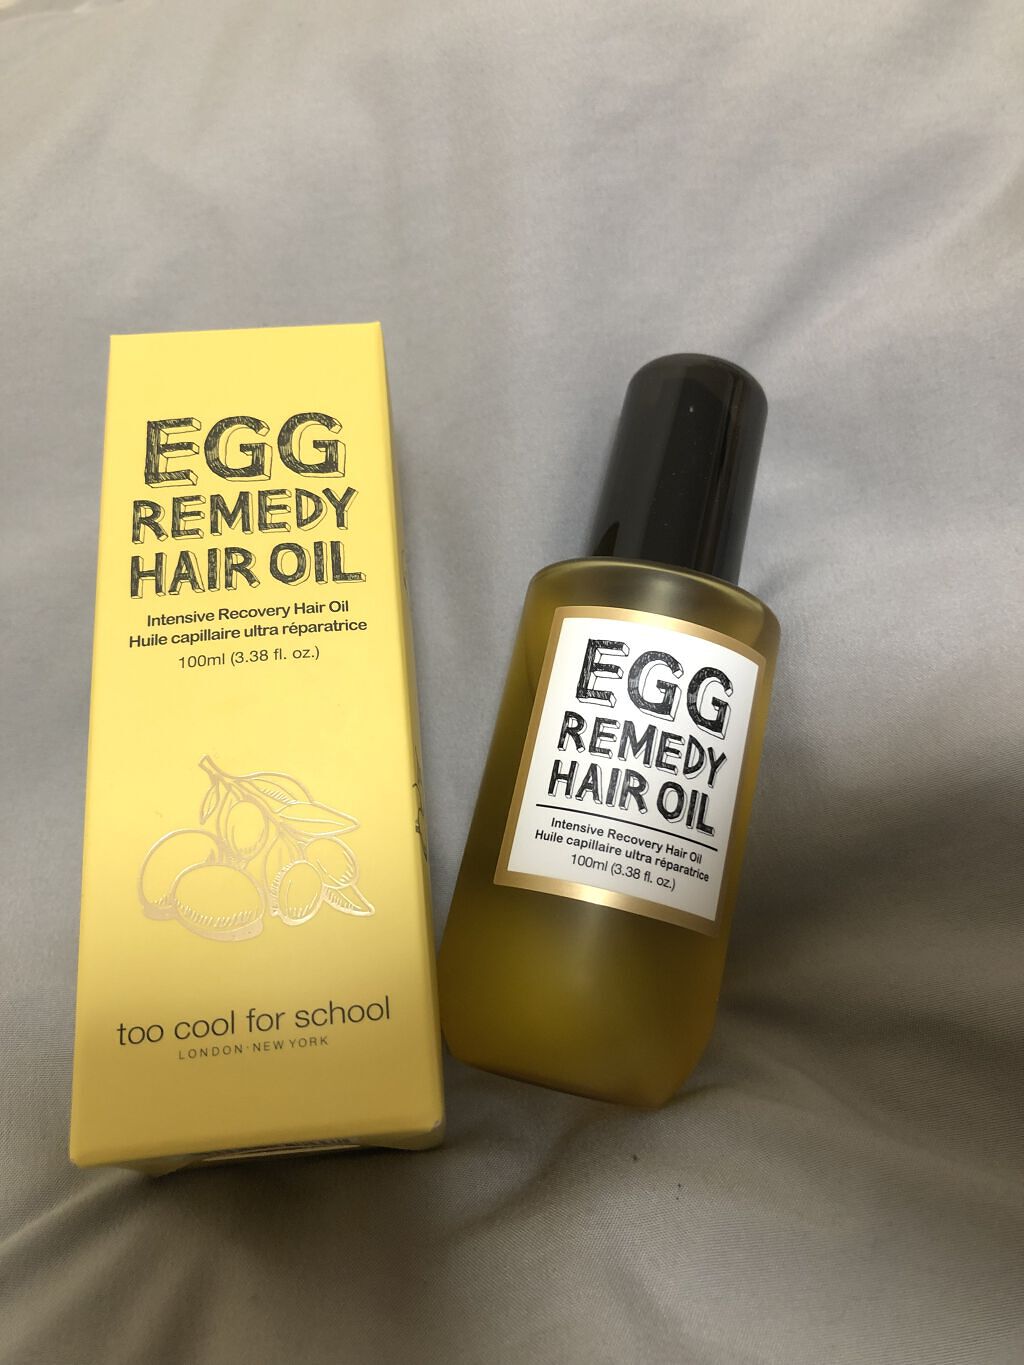 EGG
REMEDY
HAIR OIL
Intensive Recovery Hair Oil
Huile capillaire ultra réparatrice
100ml (3.38 fl. oz.)
too cool for school
LONDON·NEW YORK
EGG
REMEDY
HAIR OIL
Intensive Recovery Hair Oil
Huile capillaire ultra réparatrice
100ml (3.38 fl. oz.)